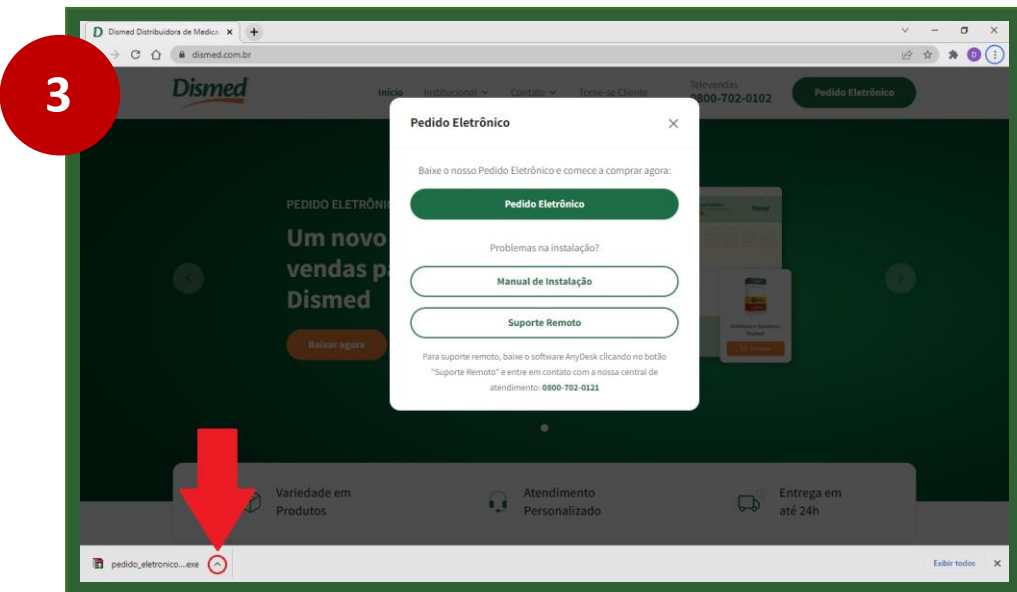 3
Dismed Distribuidora de Medica
dismed.com.br
Dismed
Início Institucional Contato Torne-se Cliente
Televendas
0800-702-0102
Pedido Eletrônico
Pedido Eletrônico
Baixe o nosso Pedido Eletrônico e comece a comprar agora:
Pedido Eletrônico
Problemas na instalação?
Manual de Instalação
Suporte Remoto
Para suporte remoto, baixe o software AnyDesk clicando no botão
"Suporte Remoto" e entre em contato com a nossa central de
atendimento: 0800-702-0121
PEDIDO ELETRÔNI
Um novo
vendas pa
Dismed
Baixar agora
Dismed
Comprar
Variedade em
Produtos
Atendimento
Personalizado
Entrega em
até 24h
pedido_eletronico....exe
Exibir todos